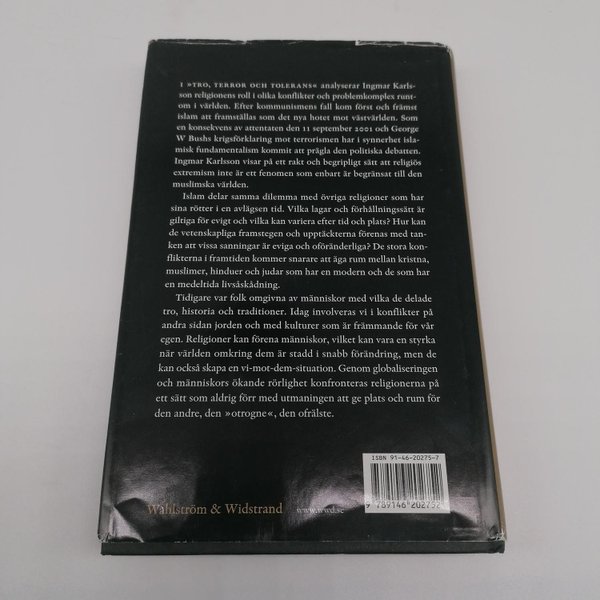 I »TRO, TERROR OCH TOLERANS« analyserar Ingmar Karls-
son religionens roll i olika konflikter och problemkomplex runt-
om i världen. Efter kommunismens fall kom först och främst
islam att framställas som det nya hotet mot västvärlden. Som
en konsekvens av attentaten den 11 september 2001 och George
W Bushs krigsförklaring mot terrorismen har i synnerhet isla-
misk fundamentalism kommit att prägla den politiska debatten.
Ingmar Karlsson visar på ett rakt och begripligt sätt att religiös
extremism inte är ett fenomen som enbart är begränsat till den
muslimska världen.
Islam delar samma dilemma med övriga religioner som har
sina rötter i en avlägsen tid. Vilka lagar och förhållningssätt är
giltiga för evigt och vilka kan variera efter tid och plats? Hur kan
de vetenskapliga framstegen och upptäckterna förenas med tan-
ken att vissa sanningar är eviga och oföränderliga? De stora kon-
flikterna i framtiden kommer snarare att äga rum mellan kristna,
muslimer, hinduer och judar som har en modern och de som har
en medeltida livsåskådning.
Tidigare var folk omgivna av människor med vilka de delade
tro, historia och traditioner. Idag involveras vi i konflikter på
andra sidan jorden och med kulturer som är främmande för vår
egen. Religioner kan förena människor, vilket kan vara en styrka
när världen omkring dem är stadd i snabb förändring, men de
kan också skapa en vi-mot-dem-situation. Genom globaliseringen
och människors ökande rörlighet konfronteras religionerna på
ett sätt som aldrig förr med utmaningen att ge plats och rum för
den andre, den »otrogne«, den ofrälste.
ISBN 91-46-20275-7
9 789146 202752
Wahlström & Widstrand
www.wwd.se